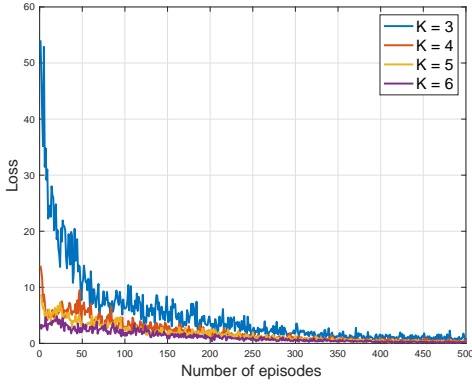 60
50
40
30
20
10
0
Loss
0 50 100 150 200 250 300 350 400 450 500
Number of episodes
K = 3
K = 4
K = 5
K = 6